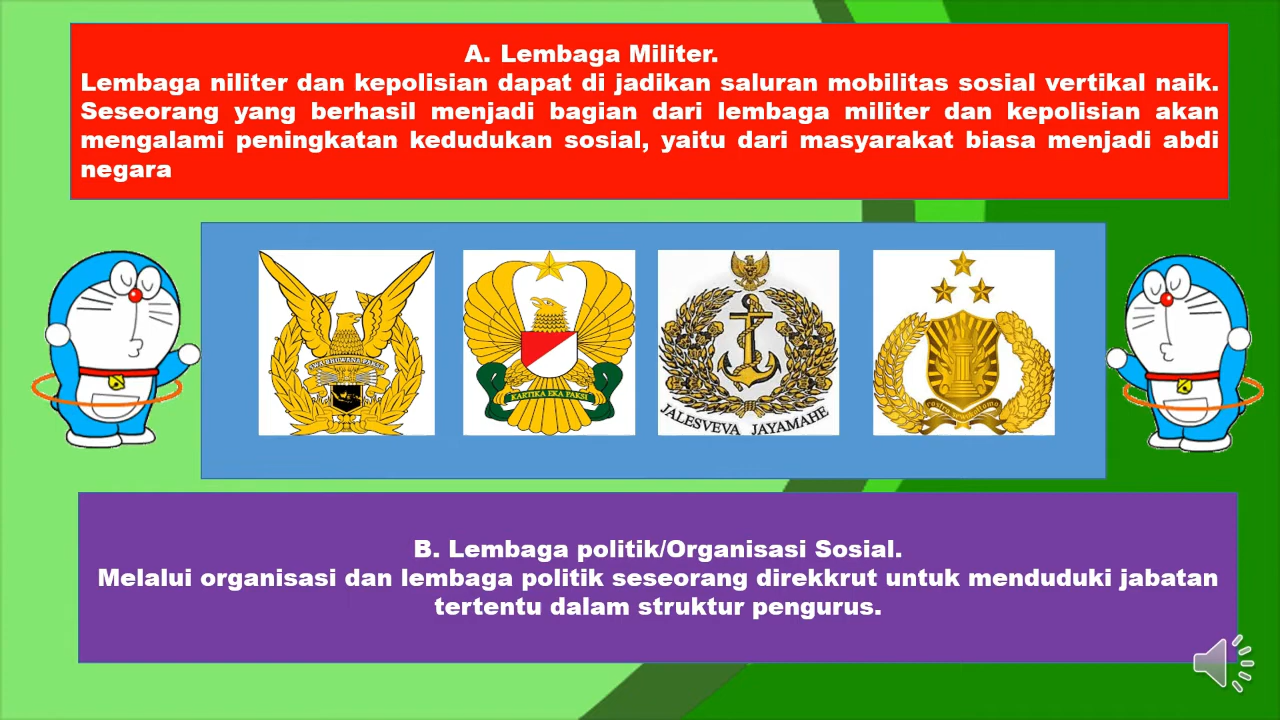 A. Lembaga Militer.
Lembaga niliter dan kepolisian dapat di jadikan saluran mobilitas sosial vertikal naik.
Seseorang yang berhasil menjadi bagian dari lembaga militer dan kepolisian akan
mengalami peningkatan kedudukan sosial, yaitu dari masyarakat biasa menjadi abdi
negara
SWA BHUWANA PAKSA
KARTIKA EKA PAKSI
JALESVEVA JAYAMAHE
B. Lembaga politik/Organisasi Sosial.
Melalui organisasi dan lembaga politik seseorang direkkrut untuk menduduki jabatan
tertentu dalam struktur pengurus.